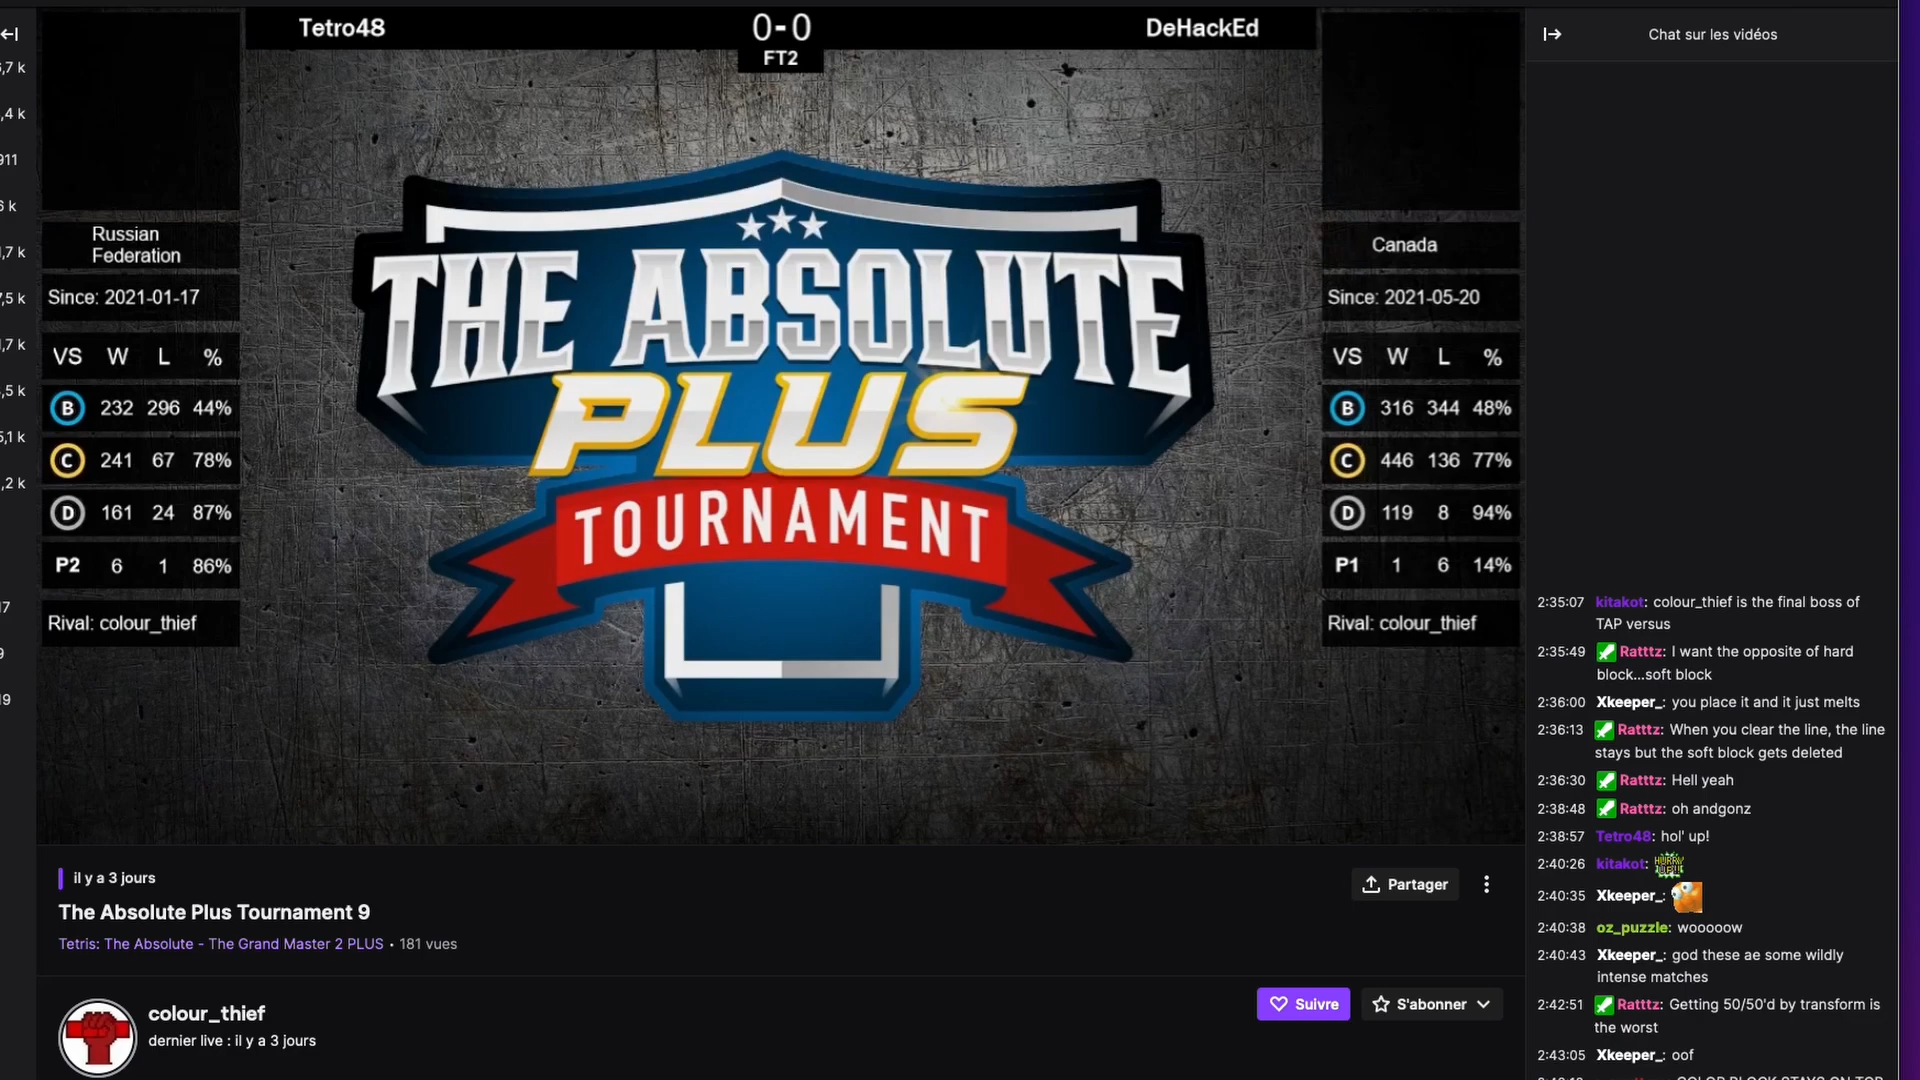 Tetro48
0-0
FT2
DeHackEd
Russian
Federation
Since: 2021-01-17
VS W L %
B 232 296 44%
C 241 67 78%
D 161 24 87%
P2 6 1 86%
Rival: colour_thief
THE ABSOLUTE
PLUS
TOURNAMENT
Canada
Since: 2021-05-20
VS W L %
B 316 344 48%
C 446 136 77%
D 119 8 94%
P1 1 6 14%
Rival: colour_thief
,4 k
911
6 k
,2 k
17
9
19
il y a 3 jours
The Absolute Plus Tournament 9
Tetris: The Absolute - The Grand Master 2 PLUS • 181 vues
Partager
colour_thief
dernier live : il y a 3 jours
Suivre
S'abonner
Chat sur les vidéos
2:35:07 kitakot: colour_thief is the final boss of
TAP versus
2:35:49 Ratttz: I want the opposite of hard
block...soft block
2:36:00 Xkeeper_: you place it and it just melts
2:36:13 Ratttz: When you clear the line, the line
stays but the soft block gets deleted
2:36:30 Ratttz: Hell yeah
2:38:48 Ratttz: oh andgonz
2:38:57 Tetro48: hol' up!
2:40:26 kitakot: HURRY UP!!
2:40:35 Xkeeper_:
2:40:38 oz_puzzle: wooooow
2:40:43 Xkeeper_: god these ae some wildly
intense matches
2:42:51 Ratttz: Getting 50/50'd by transform is
the worst
2:43:05 Xkeeper_: oof